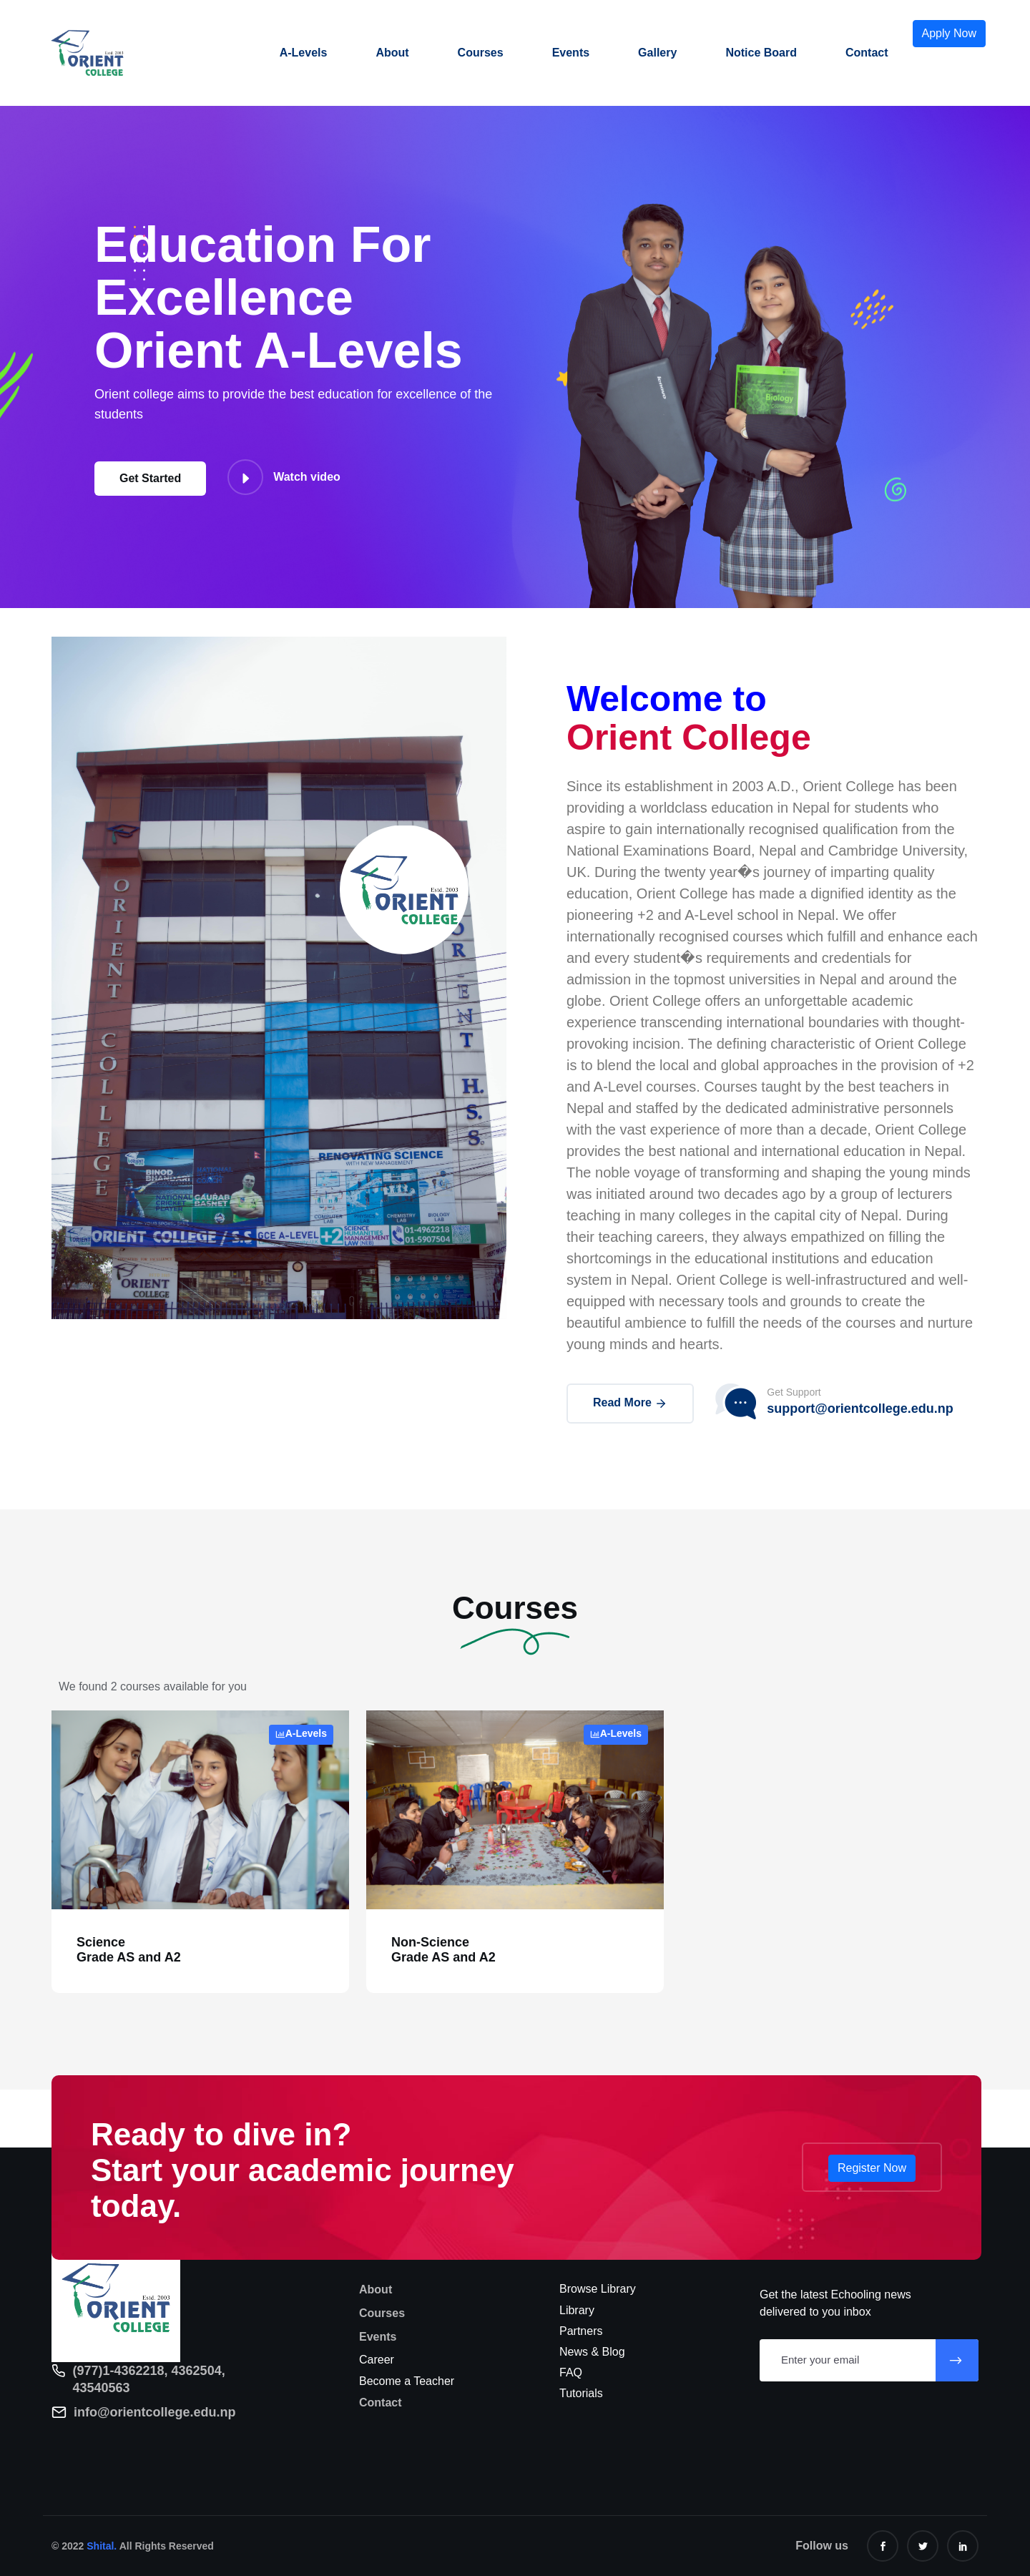 Estd. 2003
ORIENT
COLLEGE
A-Levels
About
Courses
Events
Gallery
Notice Board
Contact
Apply Now
Education For
Excellence
Orient A-Levels
Orient college aims to provide the best education for excellence of the
students
Get Started
Watch video
lenovo
Biology
ORIENT COLLEGE
Estd. 2003
ORIENT
COLLEGE
H.S.S.
BINOD
BHANDARI
GAURAB
BASNET
RENOVATING SCIENCE
WITH NEW MANAGEMENT
ORIENT COLLEGE
GCE A-LEVEL
+2
SCIENCE
HUMANITIES
MANAGEMENT
LAW
01-4962218
01-5907504
ORIENT
COLLEGE
Welcome to
Orient College
Since its establishment in 2003 A.D., Orient College has been
providing a worldclass education in Nepal for students who
aspire to gain internationally recognised qualification from the
National Examinations Board, Nepal and Cambridge University,
UK. During the twenty year�s journey of imparting quality
education, Orient College has made a dignified identity as the
pioneering +2 and A-Level school in Nepal. We offer
internationally recognised courses which fulfill and enhance each
and every student�s requirements and credentials for
admission in the topmost universities in Nepal and around the
globe. Orient College offers an unforgettable academic
experience transcending international boundaries with thought-
provoking incision. The defining characteristic of Orient College
is to blend the local and global approaches in the provision of +2
and A-Level courses. Courses taught by the best teachers in
Nepal and staffed by the dedicated administrative personnels
with the vast experience of more than a decade, Orient College
provides the best national and international education in Nepal.
The noble voyage of transforming and shaping the young minds
was initiated around two decades ago by a group of lecturers
teaching in many colleges in the capital city of Nepal. During
their teaching careers, they always empathized on filling the
shortcomings in the educational institutions and education
system in Nepal. Orient College is well-infrastructured and well-
equipped with necessary tools and grounds to create the
beautiful ambience to fulfill the needs of the courses and nurture
young minds and hearts.
Read More
Get Support
support@orientcollege.edu.np
Courses
We found 2 courses available for you
A-Levels
Science
Grade AS and A2
A-Levels
Non-Science
Grade AS and A2
Ready to dive in?
Start your academic journey
today.
Register Now
Estd. 2003
ORIENT
COLLEGE
(977)1-4362218, 4362504,
43540563
info@orientcollege.edu.np
About
Courses
Events
Career
Become a Teacher
Contact
Browse Library
Library
Partners
News & Blog
FAQ
Tutorials
Get the latest Echooling news
delivered to you inbox
Enter your email
© 2022 Shital. All Rights Reserved
Follow us